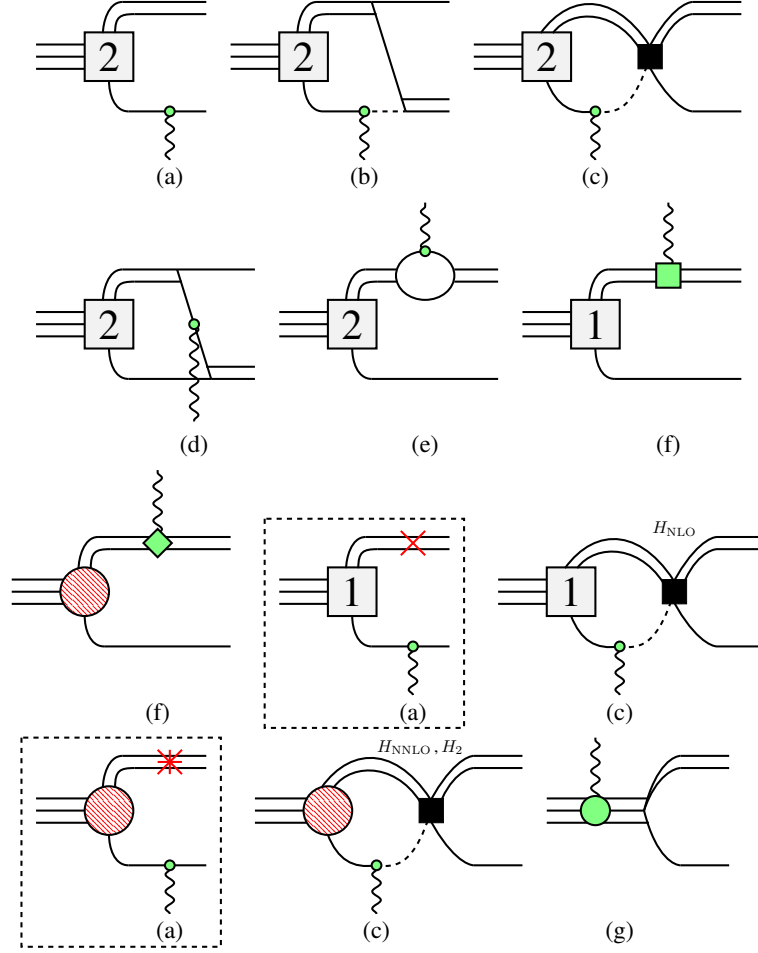 2 2 2
(a) (b) (c)
2 2 1
(d) (e) (f)
H_NLO
1 1
(f) (a) (c)
H_NNLO , H_2
(a) (c) (g)